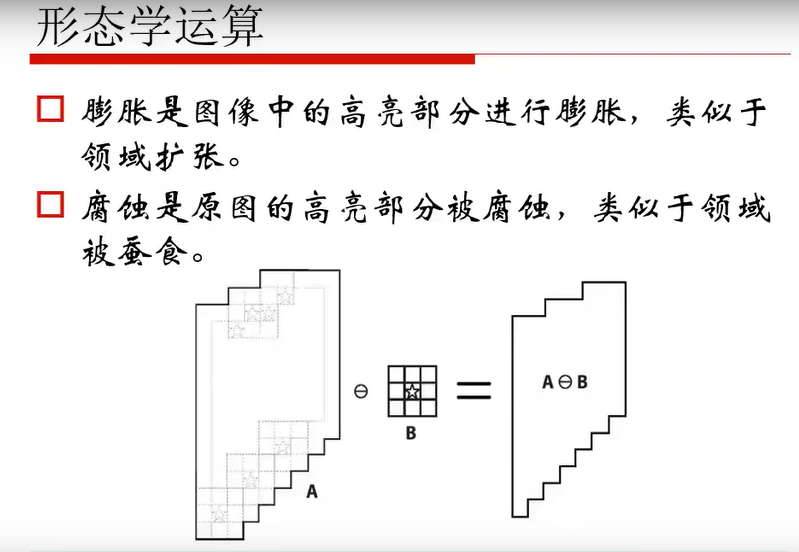 形态学运算
膨胀是图像中的高亮部分进行膨胀，类似于
领域扩张。
腐蚀是原图的高亮部分被腐蚀，类似于领域
被蚕食。
A
⊖
B
=
A ⊖ B